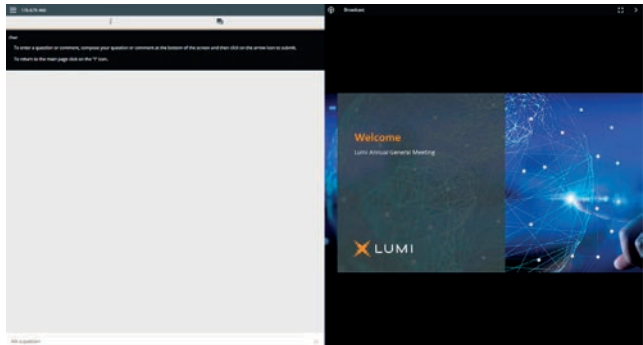 Chat
To enter a question or comment, compose your question or comment at the bottom of the screen and then click on the arrow icon to submit.
To return to the main page click on the "i" icon.
Ask a question
Broadcast
Welcome
Lumi Annual General Meeting
LUMI